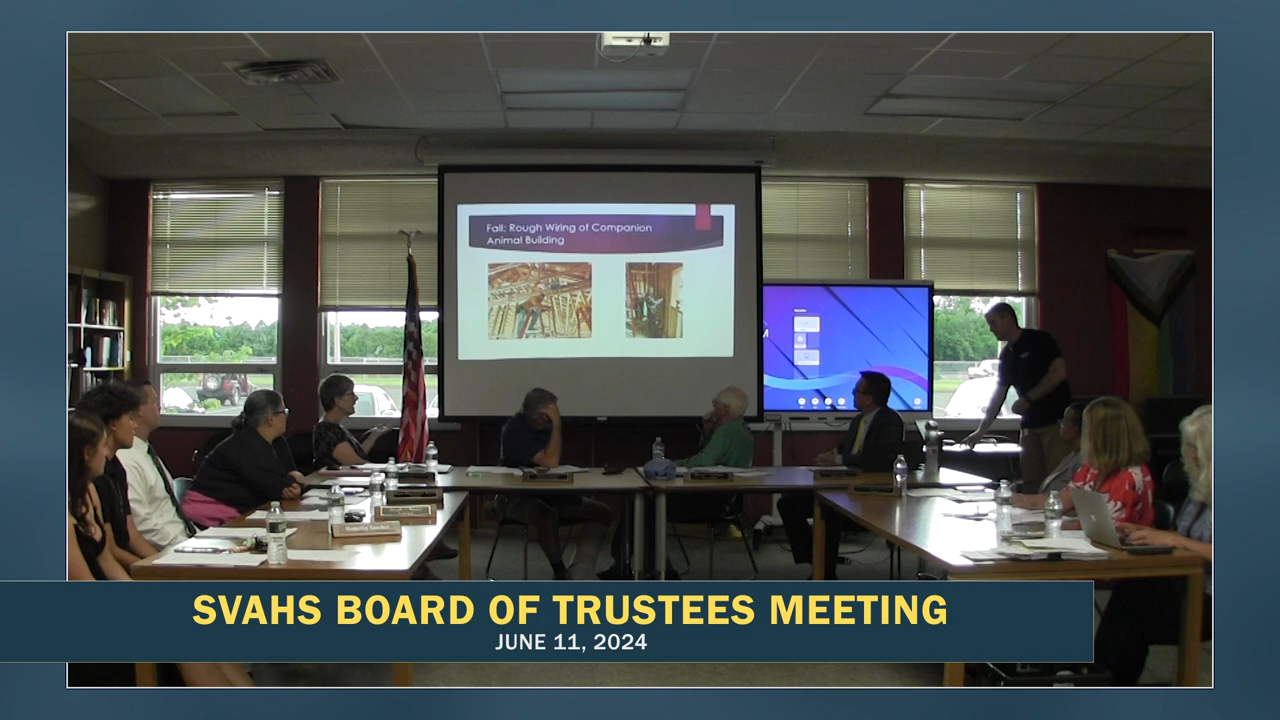 Fall: Rough Wiring of Companion
Animal Building
SVAHS BOARD OF TRUSTEES MEETING
JUNE 11, 2024